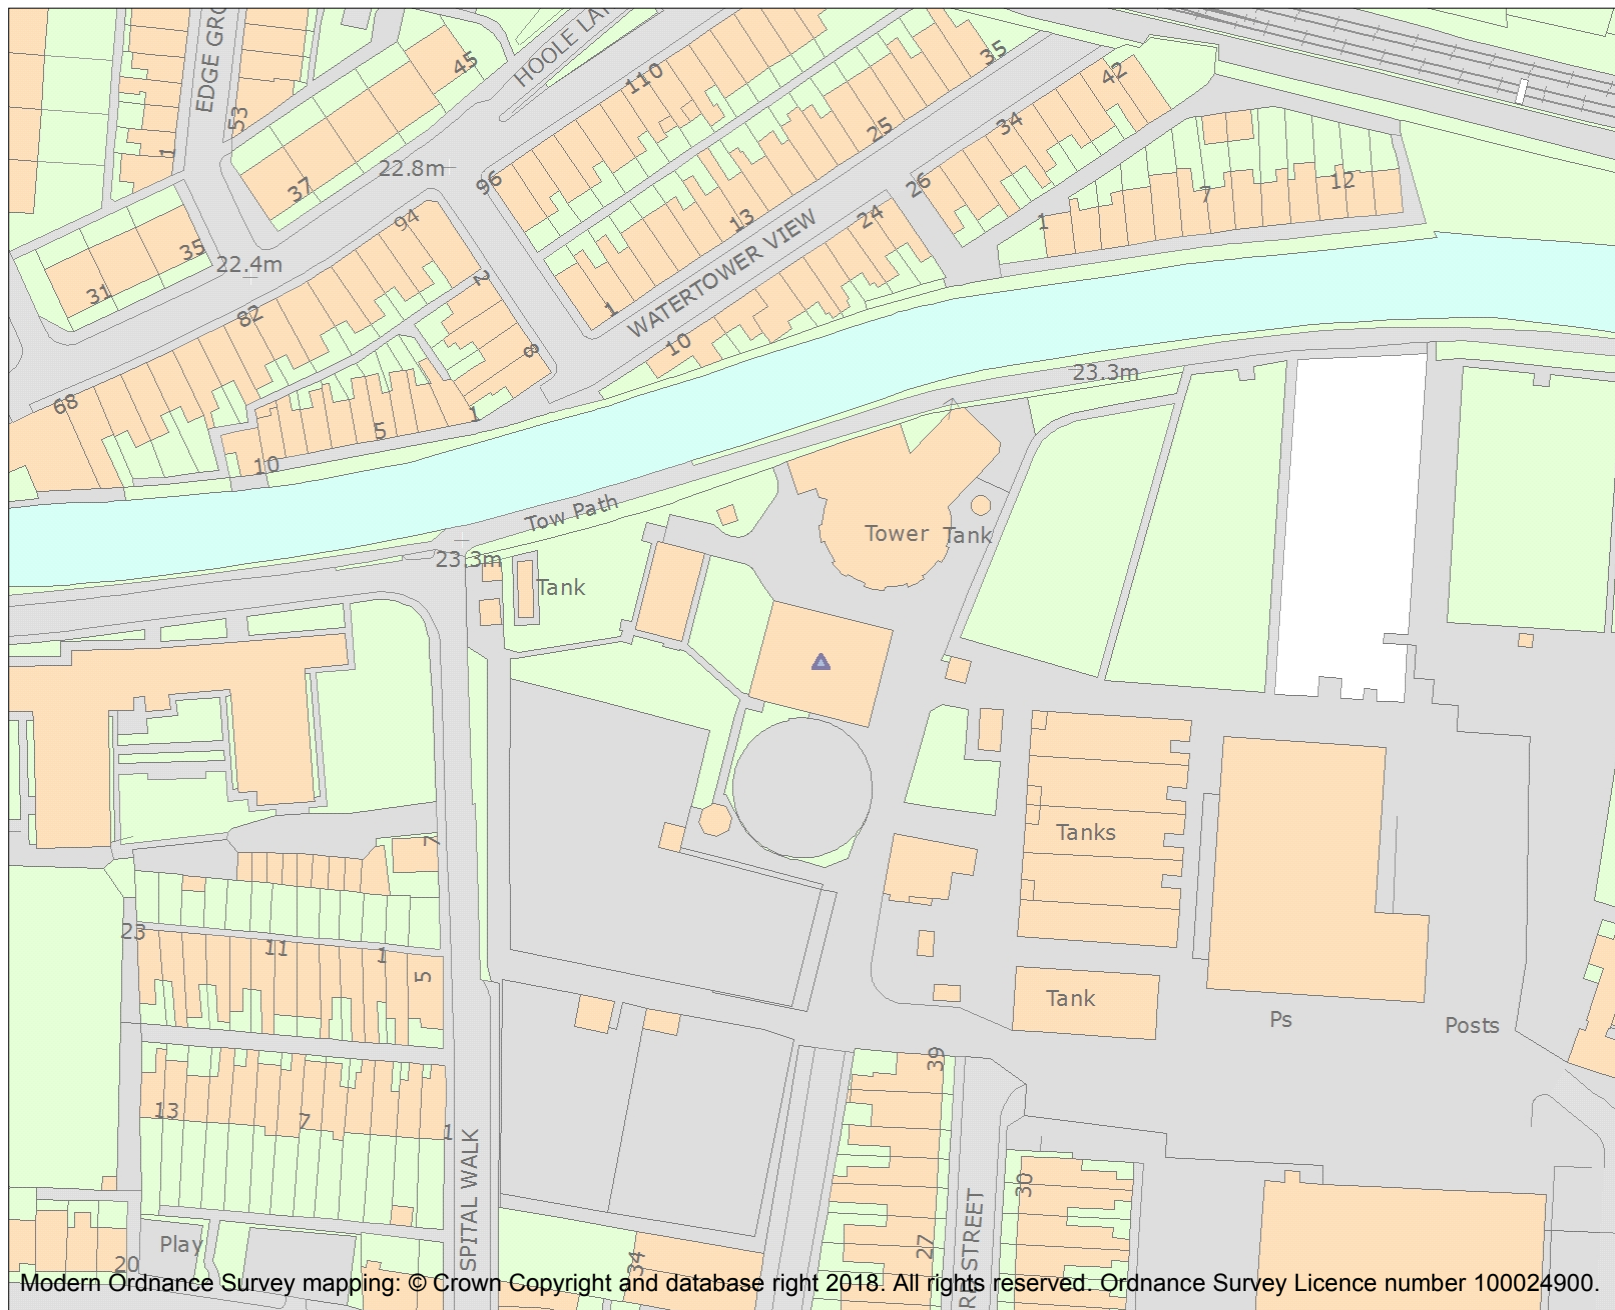 EDGE GRO
HOOLE LA
45
110
35
42
53
1
22.8m
96
25
34
37
26
94
13
24
7
12
1
35
22.4m
31
2
WATERTOWER VIEW
82
1
10
8
68
23.3m
5
1
10
Tow Path
Tower
Tank
23.3m
Tank
7
Tanks
23
11
1
5
Tank
Ps
Posts
39
13
7
1
SPITAL WALK
30
RE STREET
27
34
Play
20
Modern Ordnance Survey mapping: © Crown Copyright and database right 2018. All rights reserved. Ordnance Survey Licence number 100024900.